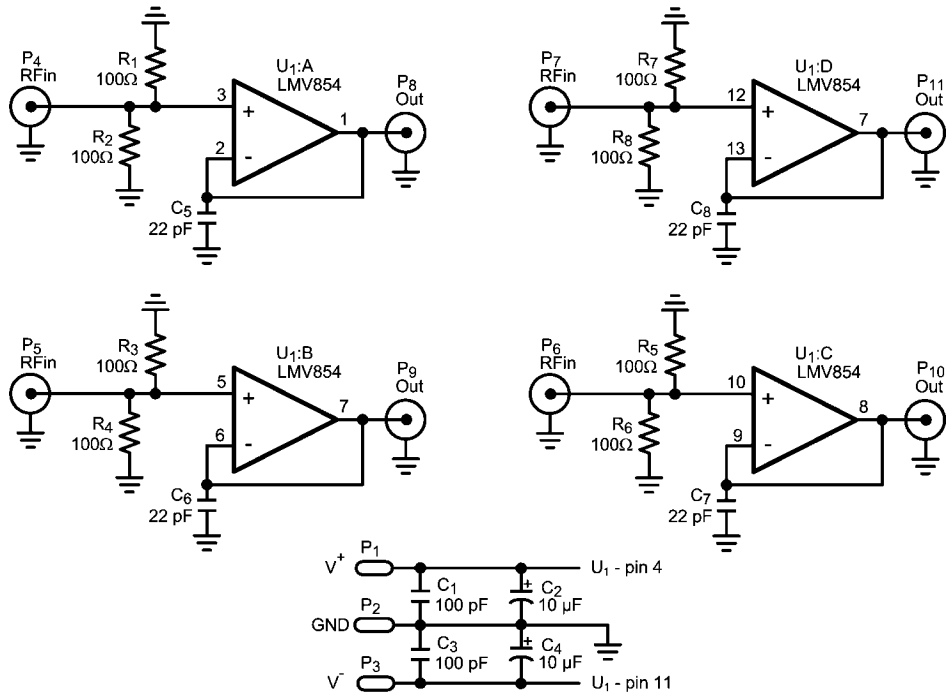 P4
RFin
R1
100Ω
R2
100Ω
U1:A
LMV854
3
+
2
-
1
P8
Out
C5
22 pF
P7
RFin
R7
100Ω
R8
100Ω
U1:D
LMV854
12
+
13
-
7
P11
Out
C8
22 pF
P5
RFin
R3
100Ω
R4
100Ω
U1:B
LMV854
5
+
6
-
7
P9
Out
C6
22 pF
P6
RFin
R5
100Ω
R6
100Ω
U1:C
LMV854
10
+
9
-
8
P10
Out
C7
22 pF
V+
P1
U1 - pin 4
C1
100 pF
+
C2
10 µF
GND
P2
C3
100 pF
+
C4
10 µF
V-
P3
U1 - pin 11